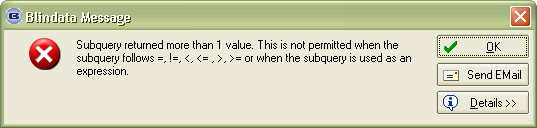 Blindata Message
Subquery returned more than 1 value. This is not permitted when the
subquery follows =, !=, <, <= , >, >= or when the subquery is used as an
expression.
OK
Send EMail
Details >>